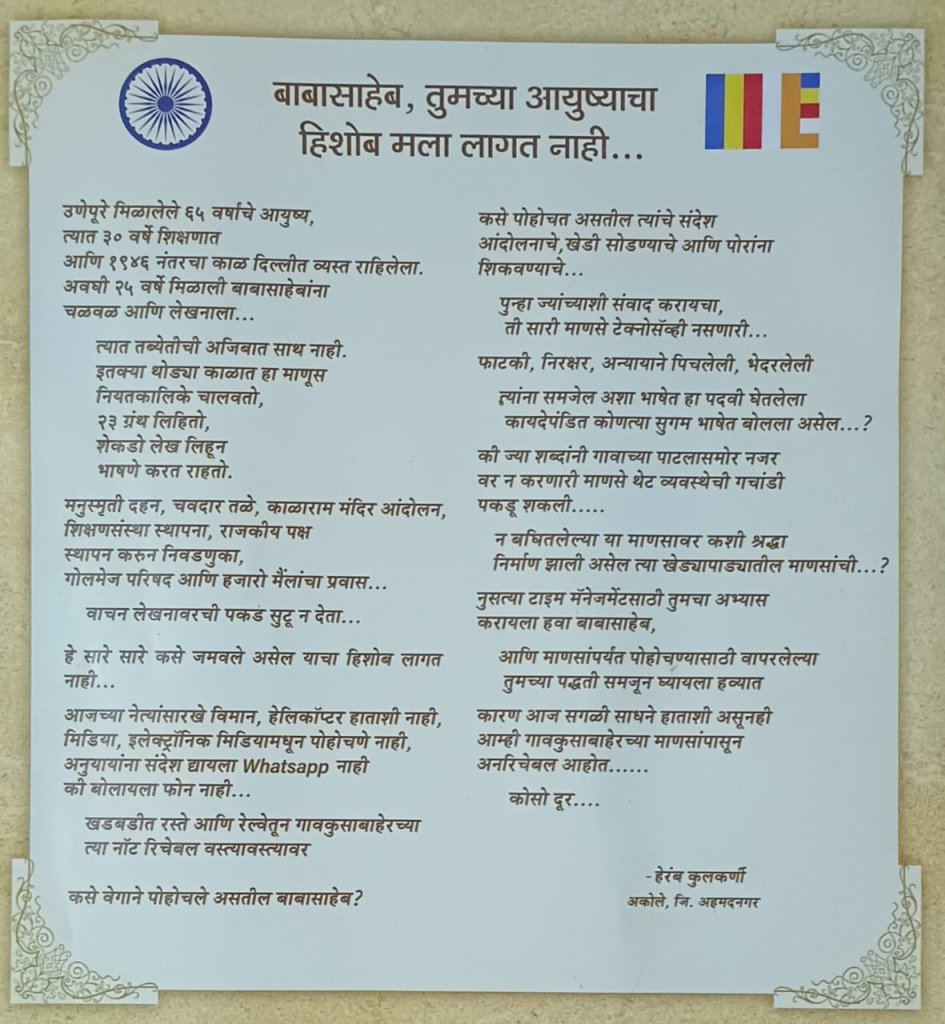 बाबासाहेब, तुमच्या आयुष्याचा
हिशोब मला लागत नाही...
उणेपूरे मिळालेले ६५ वर्षांचे आयुष्य,
त्यात ३० वर्षे शिक्षणात
आणि १९४६ नंतरचा काळ दिल्लीत व्यस्त राहिलेला.
अवघी २५ वर्षे मिळाली बाबासाहेबांना
चळवळ आणि लेखनाला...
त्यात तब्येतीची अजिबात साथ नाही.
इतक्या थोड्या काळात हा माणूस
नियतकालिके चालवतो,
२३ ग्रंथ लिहितो,
शेकडो लेख लिहून
भाषणे करत राहतो.
मनुस्मृती दहन, चवदार तळे, काळाराम मंदिर आंदोलन,
शिक्षणसंस्था स्थापना, राजकीय पक्ष
स्थापन करुन निवडणुका,
गोलमेज परिषद आणि हजारो मैलांचा प्रवास...
वाचन लेखनावरची पकड सुटू न देता...
हे सारे सारे कसे जमवले असेल याचा हिशोब लागत
नाही...
आजच्या नेत्यांसारखे विमान, हेलिकॉप्टर हाताशी नाही,
मिडिया, इलेक्ट्रॉनिक मिडियामधून पोहोचणे नाही,
अनुयायांना संदेश द्यायला Whatsapp नाही
की बोलायला फोन नाही...
खडबडीत रस्ते आणि रेल्वेतून गावकुसाबाहेरच्या
त्या नॉट रिचेबल वस्त्यावस्त्यावर
कसे वेगाने पोहोचले असतील बाबासाहेब?
कसे पोहोचत असतील त्यांचे संदेश
आंदोलनाचे, खेडी सोडण्याचे आणि पोरांना
शिकवण्याचे...
पुन्हा ज्यांच्याशी संवाद करायचा,
ती सारी माणसे टेक्नोसॅव्ही नसणारी...
फाटकी, निरक्षर, अन्यायाने पिचलेली, भेदरलेली
त्यांना समजेल अशा भाषेत हा पदवी घेतलेला
कायदेपंडित कोणत्या सुगम भाषेत बोलला असेल...?
की ज्या शब्दांनी गावाच्या पाटलासमोर नजर
वर न करणारी माणसे थेट व्यवस्थेची गचांडी
पकडू शकली.....
न बघितलेल्या या माणसावर कशी श्रद्धा
निर्माण झाली असेल त्या खेड्यापाड्यातील माणसांची...?
नुसत्या टाइम मॅनेजमेंटसाठी तुमचा अभ्यास
करायला हवा बाबासाहेब,
आणि माणसांपर्यंत पोहोचण्यासाठी वापरलेल्या
तुमच्या पद्धती समजून घ्यायला हव्यात
कारण आज सगळी साधने हाताशी असूनही
आम्ही गावकुसाबाहेरच्या माणसांपासून
अनरिचेबल आहोत......
कोसो दूर....
-हेरंब कुलकर्णी
अकोले, जि. अहमदनगर